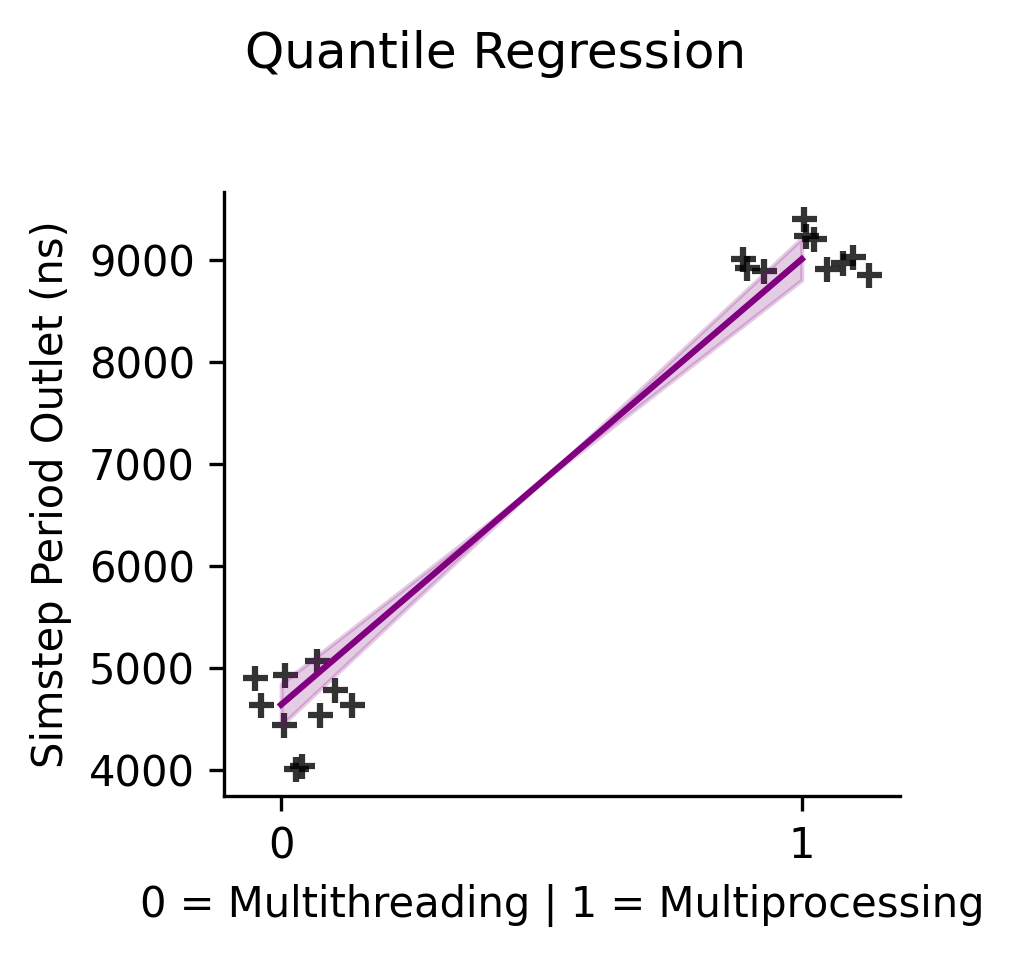 Quantile Regression
Simstep Period Outlet (ns)
9000
8000
7000
6000
5000
4000
0
1
0 = Multithreading | 1 = Multiprocessing